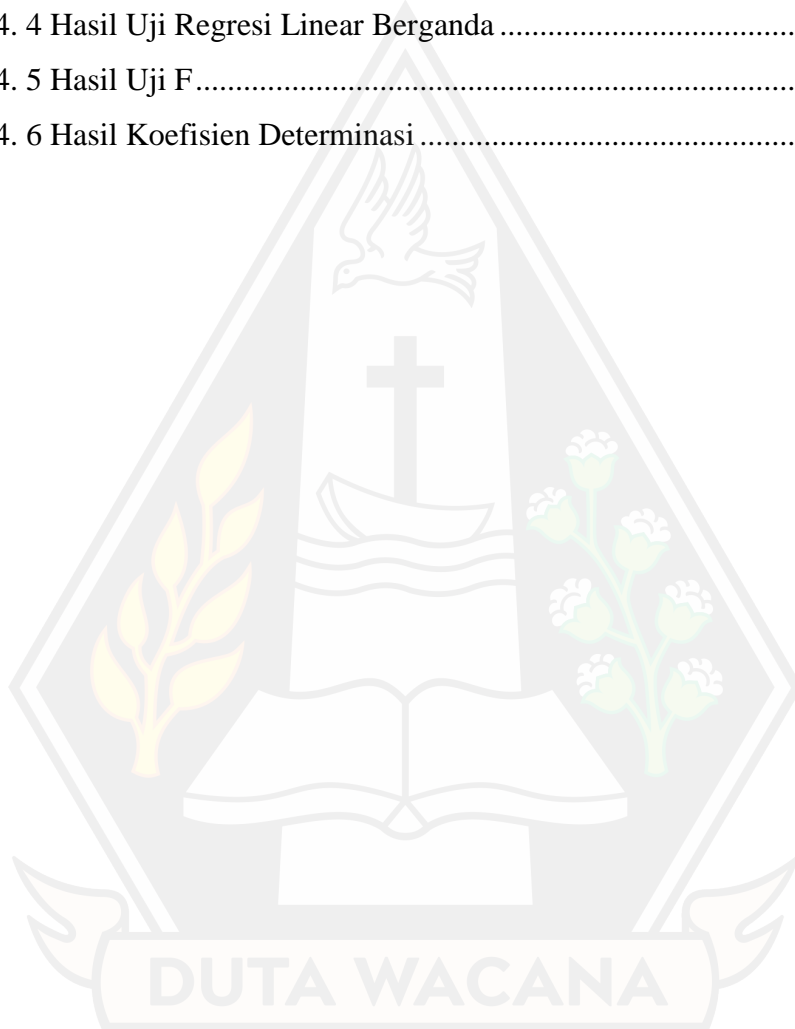 4. 4 Hasil Uji Regresi Linear Berganda ......................................
4. 5 Hasil Uji F...........................................................................
4. 6 Hasil Koefisien Determinasi ................................................
DUTA WACANA